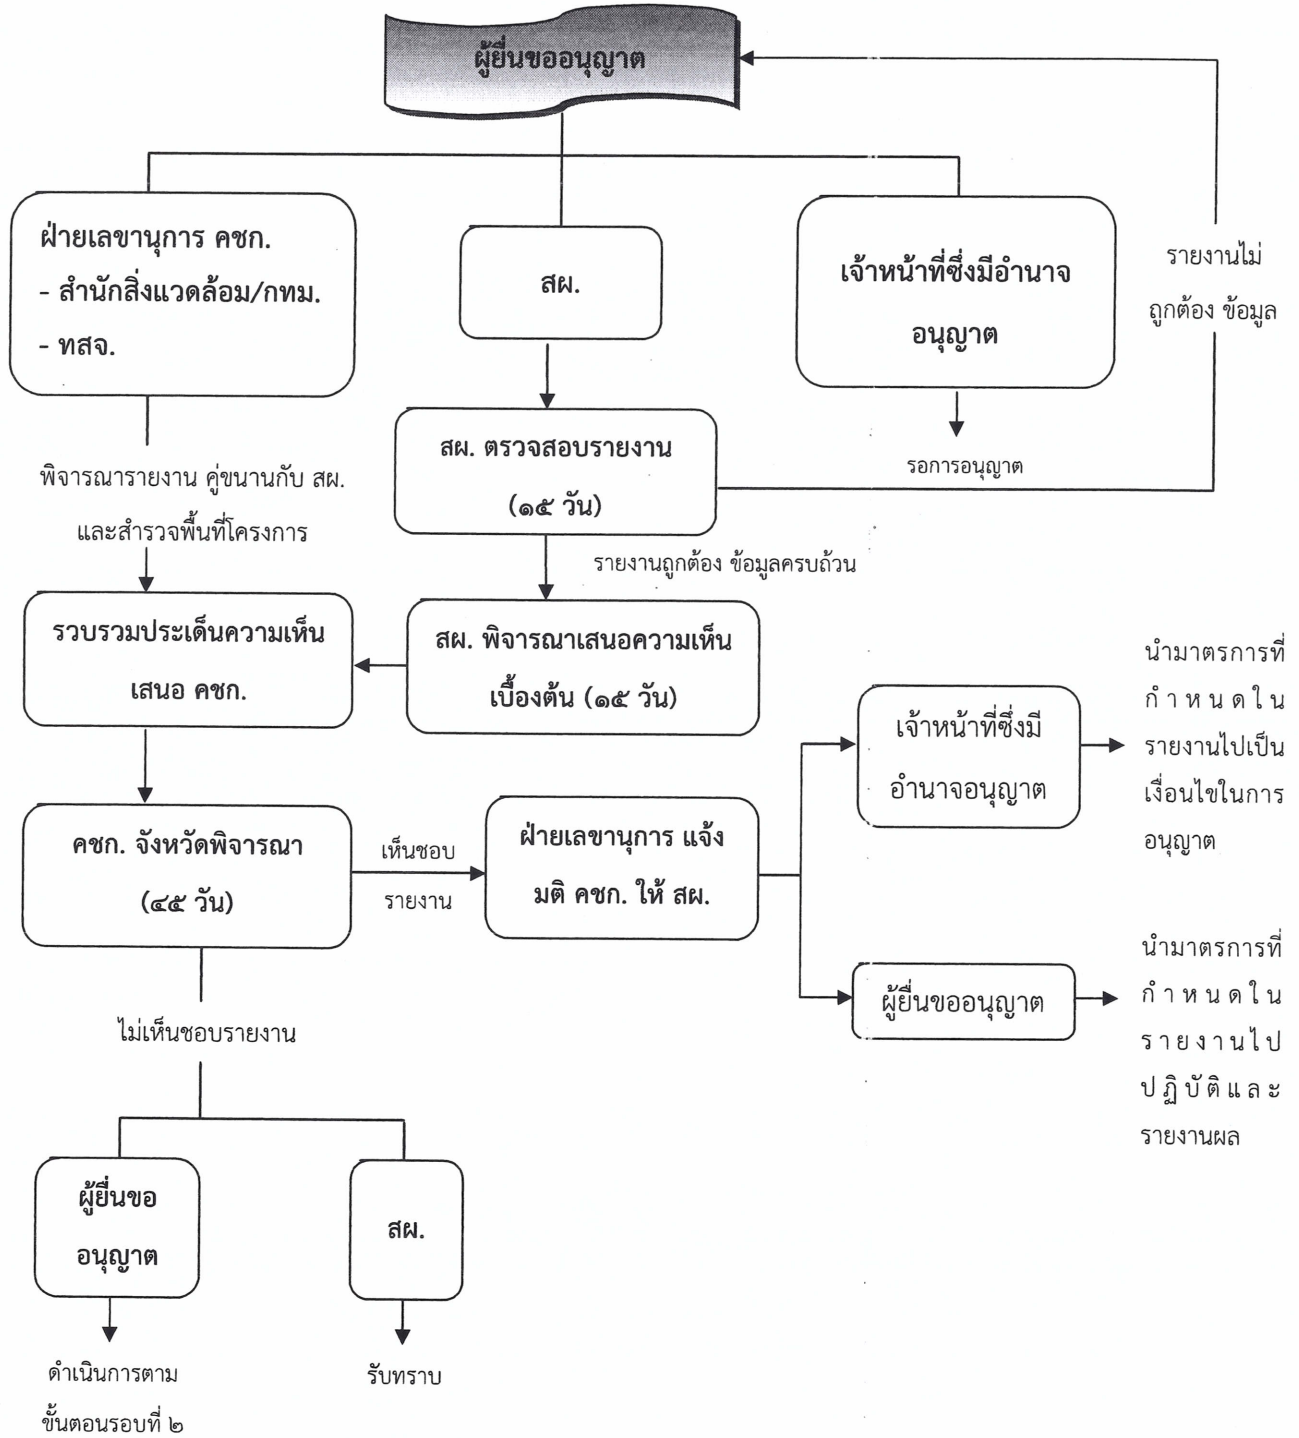 ผู้ยื่นขออนุญาต
ฝ่ายเลขานุการ คชก.
- สำนักสิ่งแวดล้อม/กทม.
- ทสจ.
สผ.
เจ้าหน้าที่ซึ่งมีอำนาจ
อนุญาต
รายงานไม่
ถูกต้อง ข้อมูล
พิจารณารายงาน คู่ขนานกับ สผ.
และสำรวจพื้นที่โครงการ
สผ. ตรวจสอบรายงาน
(๑๕ วัน)
รอการอนุญาต
รายงานถูกต้อง ข้อมูลครบถ้วน
รวบรวมประเด็นความเห็น
เสนอ คชก.
สผ. พิจารณาเสนอความเห็น
เบื้องต้น (๑๕ วัน)
เจ้าหน้าที่ซึ่งมี
อำนาจอนุญาต
นำมาตรการที่
กำหนดใน
รายงานไปเป็น
เงื่อนไขในการ
อนุญาต
คชก. จังหวัดพิจารณา
(๔๕ วัน)
เห็นชอบ
รายงาน
ฝ่ายเลขานุการ แจ้ง
มติ คชก. ให้ สผ.
ผู้ยื่นขออนุญาต
นำมาตรการที่
กำหนดใน
รายงานไป
ปฏิบัติและ
รายงานผล
ไม่เห็นชอบรายงาน
ผู้ยื่นขอ
อนุญาต
สผ.
ดำเนินการตาม
ขั้นตอนรอบที่ ๒
รับทราบ